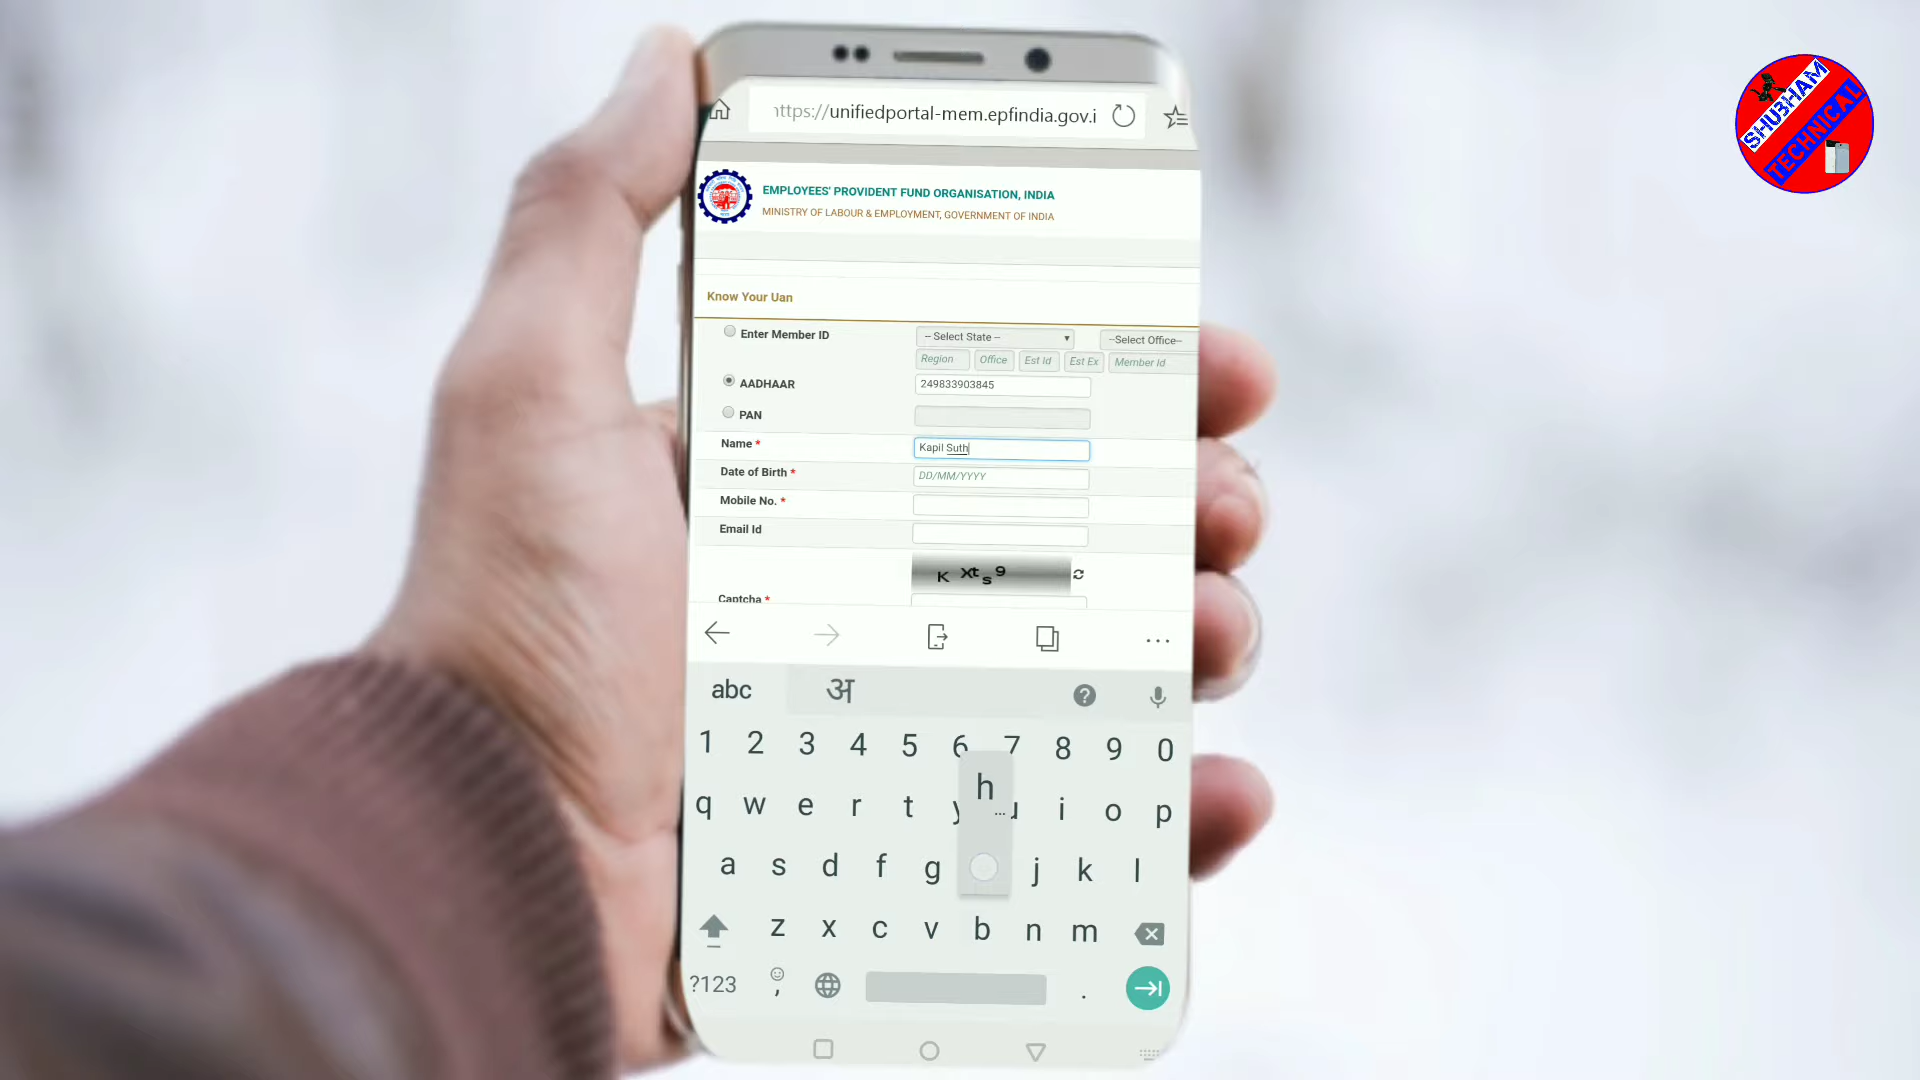 SHUBHAM
TECHNICAL
https://unifiedportal-mem.epfindia.gov.i
EMPLOYEES' PROVIDENT FUND ORGANISATION, INDIA
MINISTRY OF LABOUR & EMPLOYMENT, GOVERNMENT OF INDIA
Know Your Uan
Enter Member ID -- Select State -- --Select Office--
Region Office Est Id Est Ex Member Id
AADHAAR 249833903845
PAN
Name * Kapil Suth
Date of Birth * DD/MM/YYYY
Mobile No. *
Email Id
K Xt s 9
Captcha *
abc अ
1 2 3 4 5 6 7 8 9 0
h
q w e r t y u i o p
a s d f g j k l
z x c v b n m
?123 , .